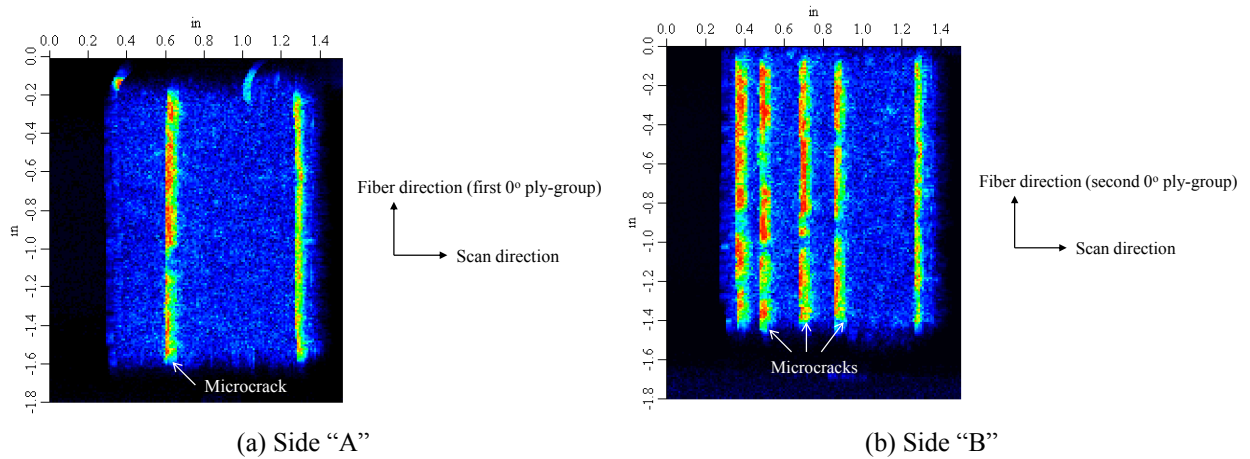 in
0.0 0.2 0.4 0.6 0.8 1.0 1.2 1.4
0.0
-0.2
-0.4
-0.6
-0.8
in
-1.0
-1.2
-1.4
-1.6
-1.8
Microcrack
Fiber direction (first 0º ply-group)
Scan direction
(a) Side “A”
in
0.0 0.2 0.4 0.6 0.8 1.0 1.2 1.4
0.0
-0.2
-0.4
-0.6
-0.8
in
-1.0
-1.2
-1.4
-1.6
-1.8
Microcracks
Fiber direction (second 0º ply-group)
Scan direction
(b) Side “B”